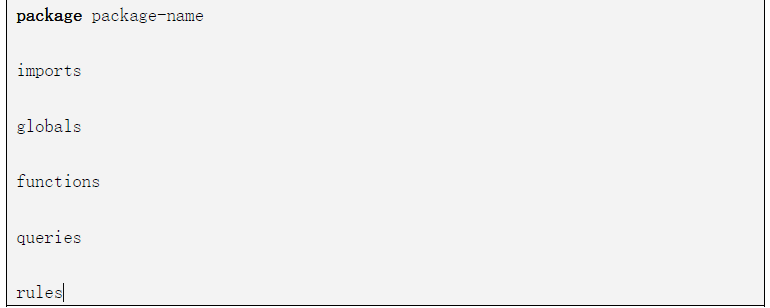 package package-name
imports
globals
functions
queries
rules